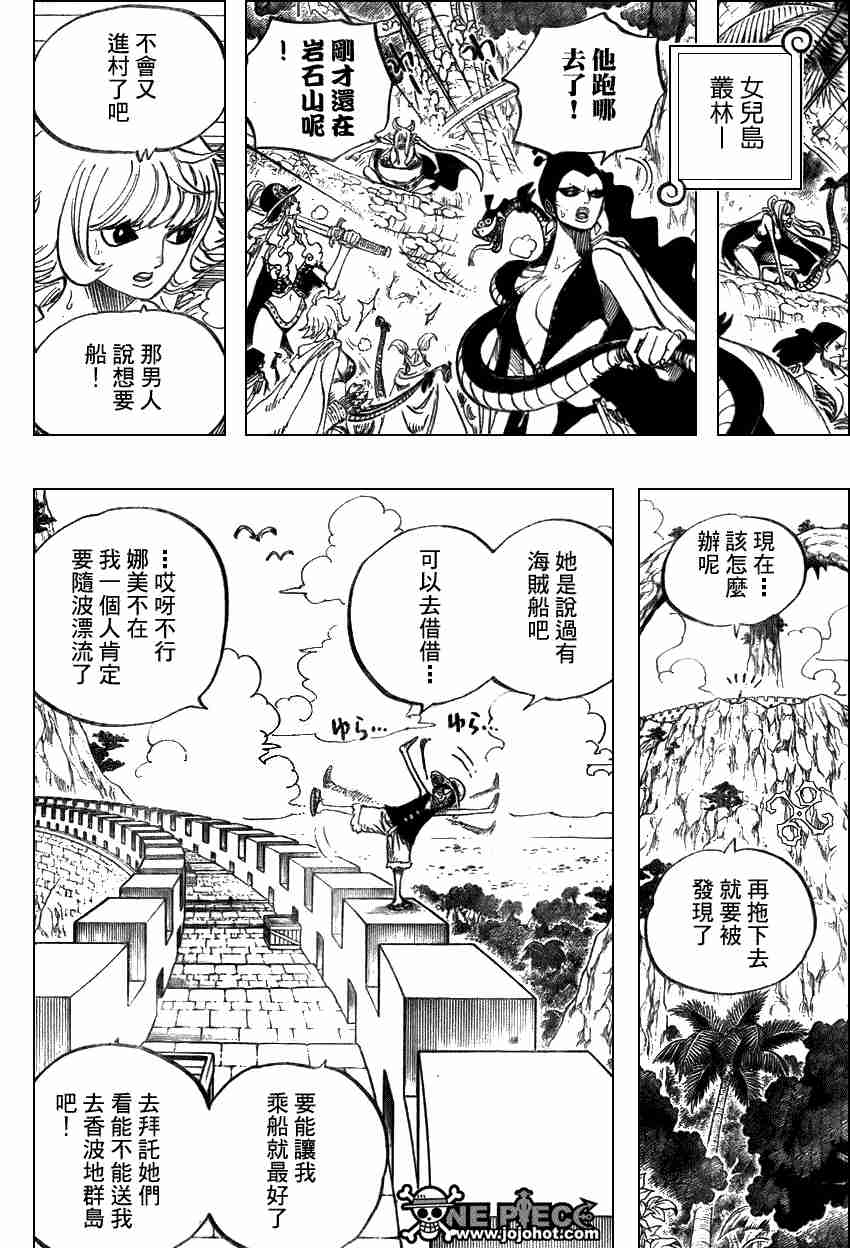 女兒島
叢林ー
他跑哪
去了！
剛才還在
岩石山呢
！
不會又
進村了吧
那男人
說想要
船！
現在…
該怎麼
辦呢
再拖下去
就要被
發現了
她是說過有
海賊船吧
可以去借借…
…哎呀不行
娜美不在
我一個人肯定
要隨波漂流了
ゆら…
ゆら…
要能讓我
乘船就最好了
去拜託她們
看能不能送我
去香波地群島
吧！
ONE PIECE
www.jojohot.com